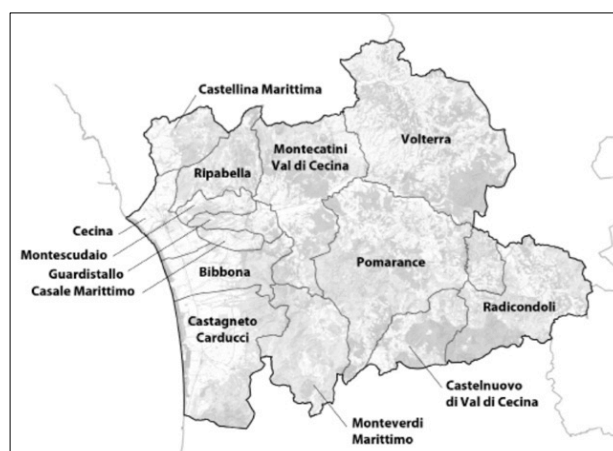 Castellina Marittima
Volterra
Montecatini
Val di Cecina
Ripabella
Cecina
Montescudaio
Guardistallo
Casale Marittimo
Bibbona
Pomarance
Radicondoli
Castagneto
Carducci
Castelnuovo
di Val di Cecina
Monteverdi
Marittimo